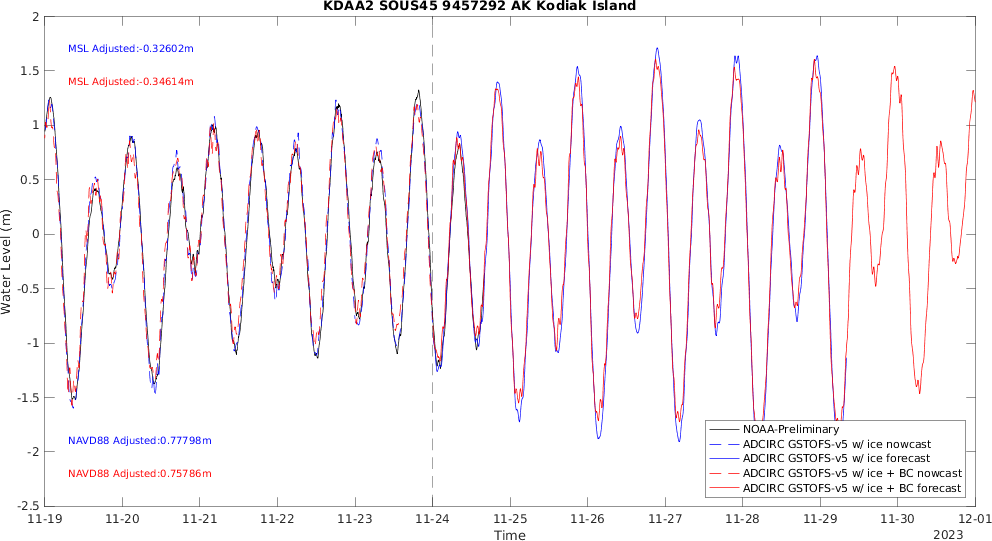 KDAA2 SOUS45 9457292 AK Kodiak Island
2
1.5
1
0.5
0
-0.5
-1
-1.5
-2
-2.5
Water Level (m)
MSL Adjusted:-0.32602m
MSL Adjusted:-0.34614m
NAVD88 Adjusted:0.77798m
NAVD88 Adjusted:0.75786m
NOAA-Preliminary
ADCIRC GSTOFS-v5 w/ ice nowcast
ADCIRC GSTOFS-v5 w/ ice forecast
ADCIRC GSTOFS-v5 w/ ice + BC nowcast
ADCIRC GSTOFS-v5 w/ ice + BC forecast
11-19 11-20 11-21 11-22 11-23 11-24 11-25 11-26 11-27 11-28 11-29 11-30 12-01
Time
2023